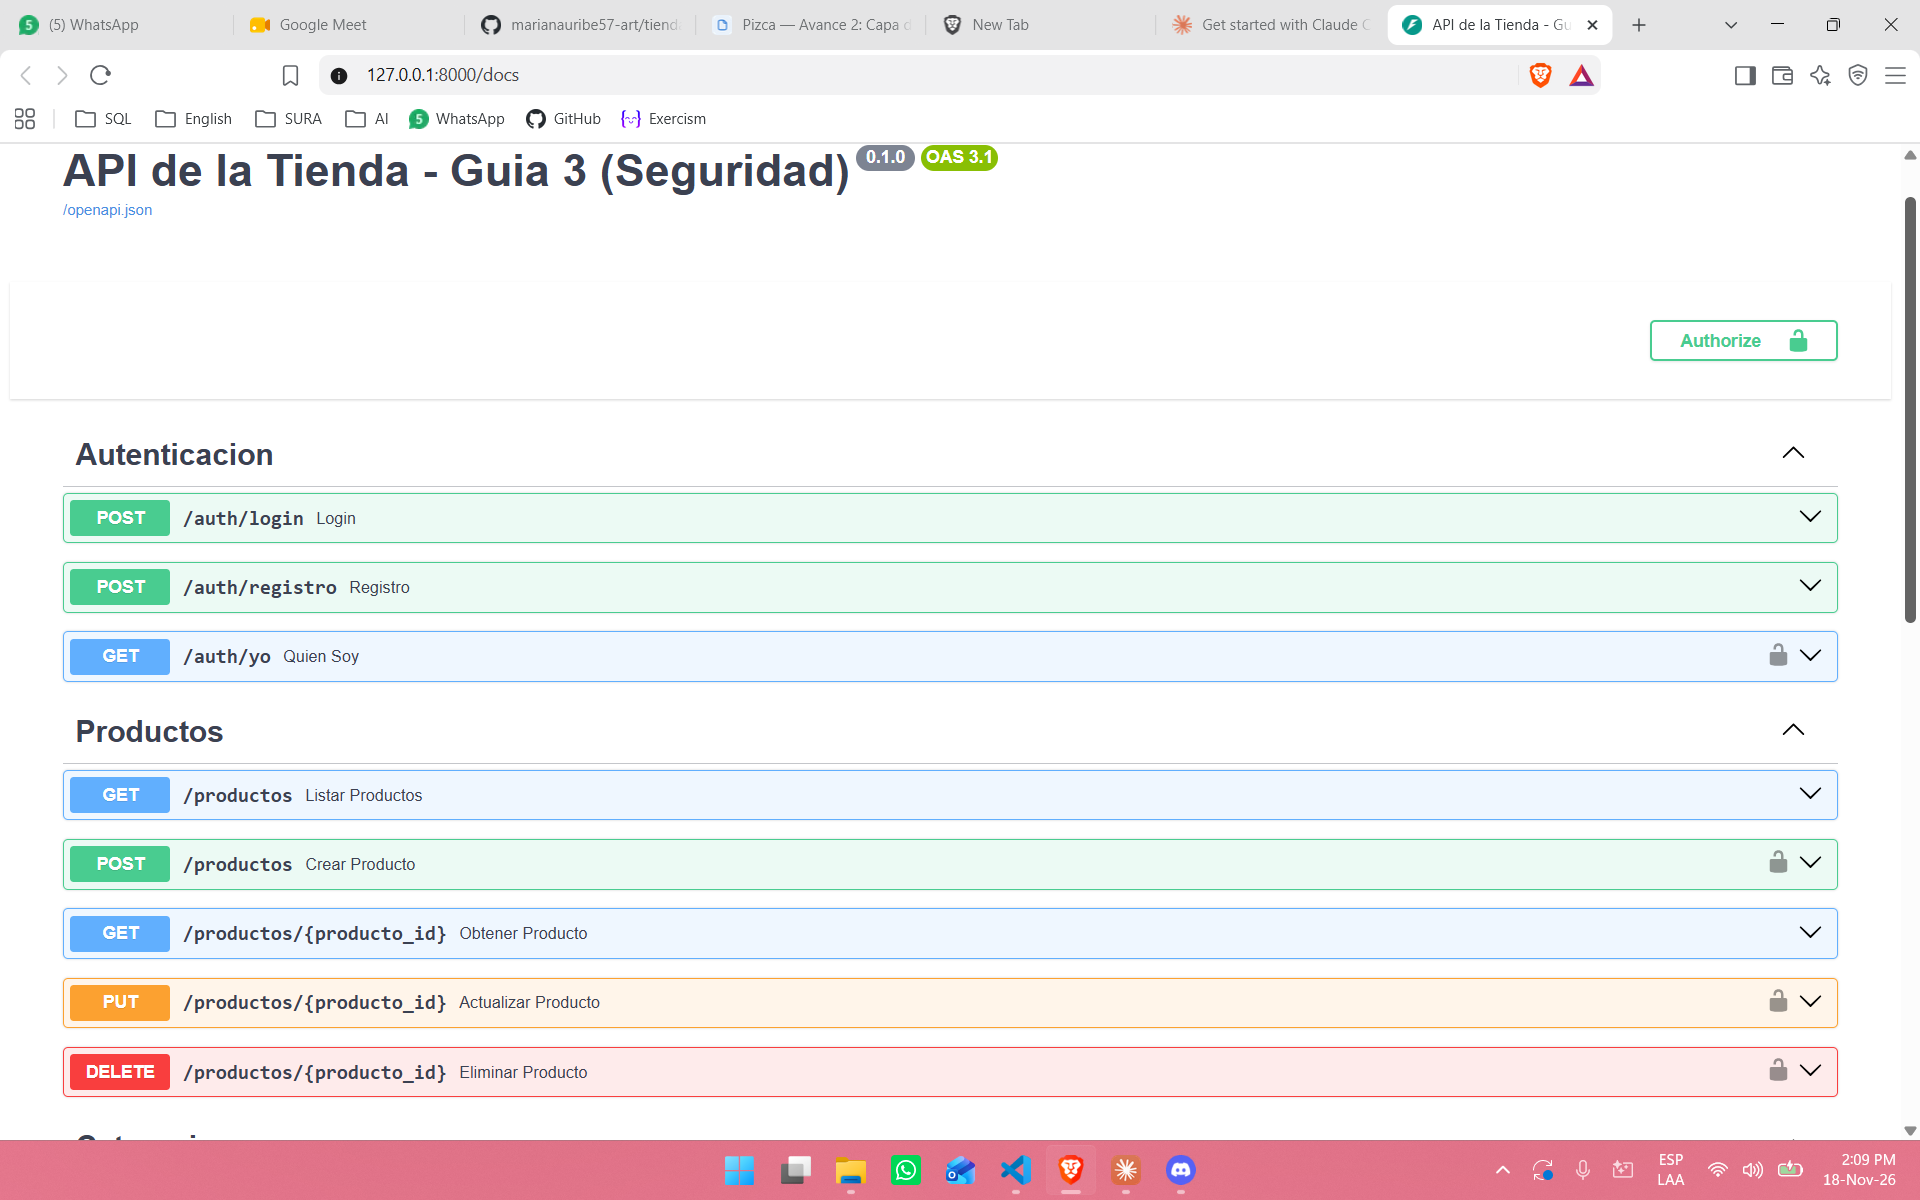 5 (5) WhatsApp
Google Meet
marianauribe57-art/tiend
Pizca — Avance 2: Capa d
New Tab
Get started with Claude C
API de la Tienda - Gu
127.0.0.1:8000/docs
SQL
English
SURA
AI
5 WhatsApp
GitHub
Exercism
API de la Tienda - Guia 3 (Seguridad) 0.1.0 OAS 3.1
/openapi.json
Authorize
Autenticacion
POST /auth/login Login
POST /auth/registro Registro
GET /auth/yo Quien Soy
Productos
GET /productos Listar Productos
POST /productos Crear Producto
GET /productos/{producto_id} Obtener Producto
PUT /productos/{producto_id} Actualizar Producto
DELETE /productos/{producto_id} Eliminar Producto
ESP
LAA
2:09 PM
18-Nov-26